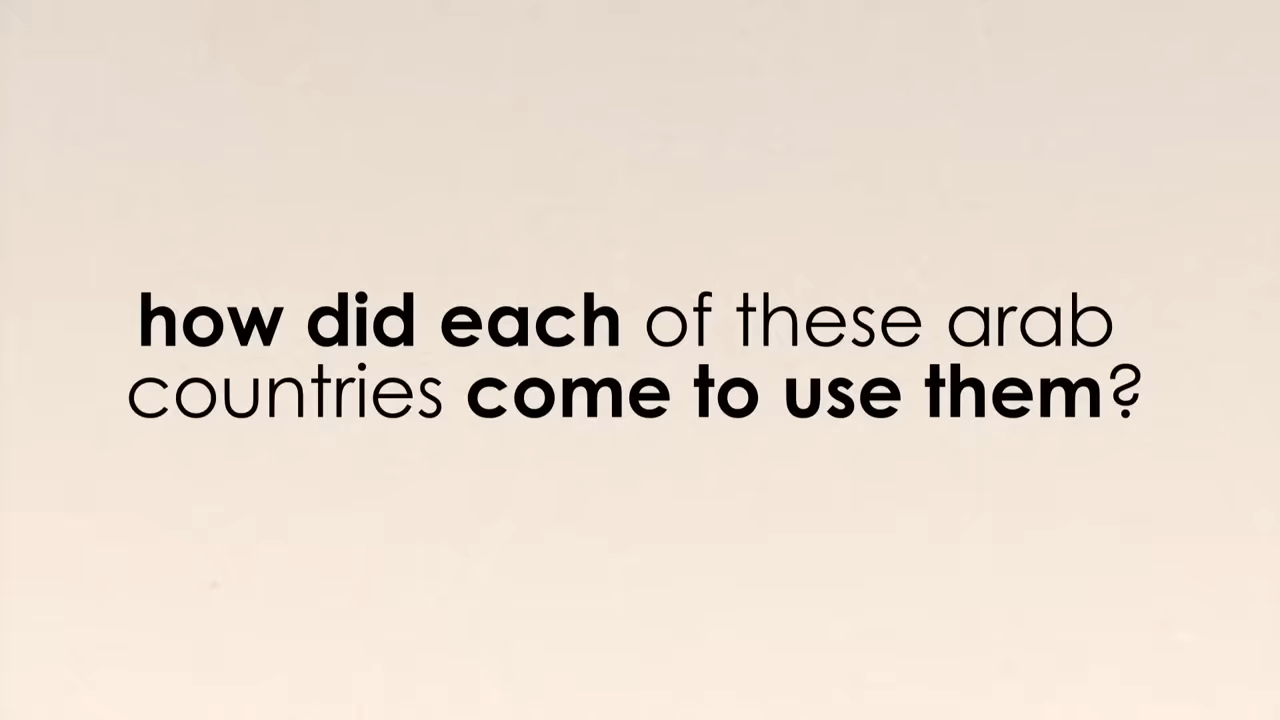 how did each of these arab
countries come to use them?